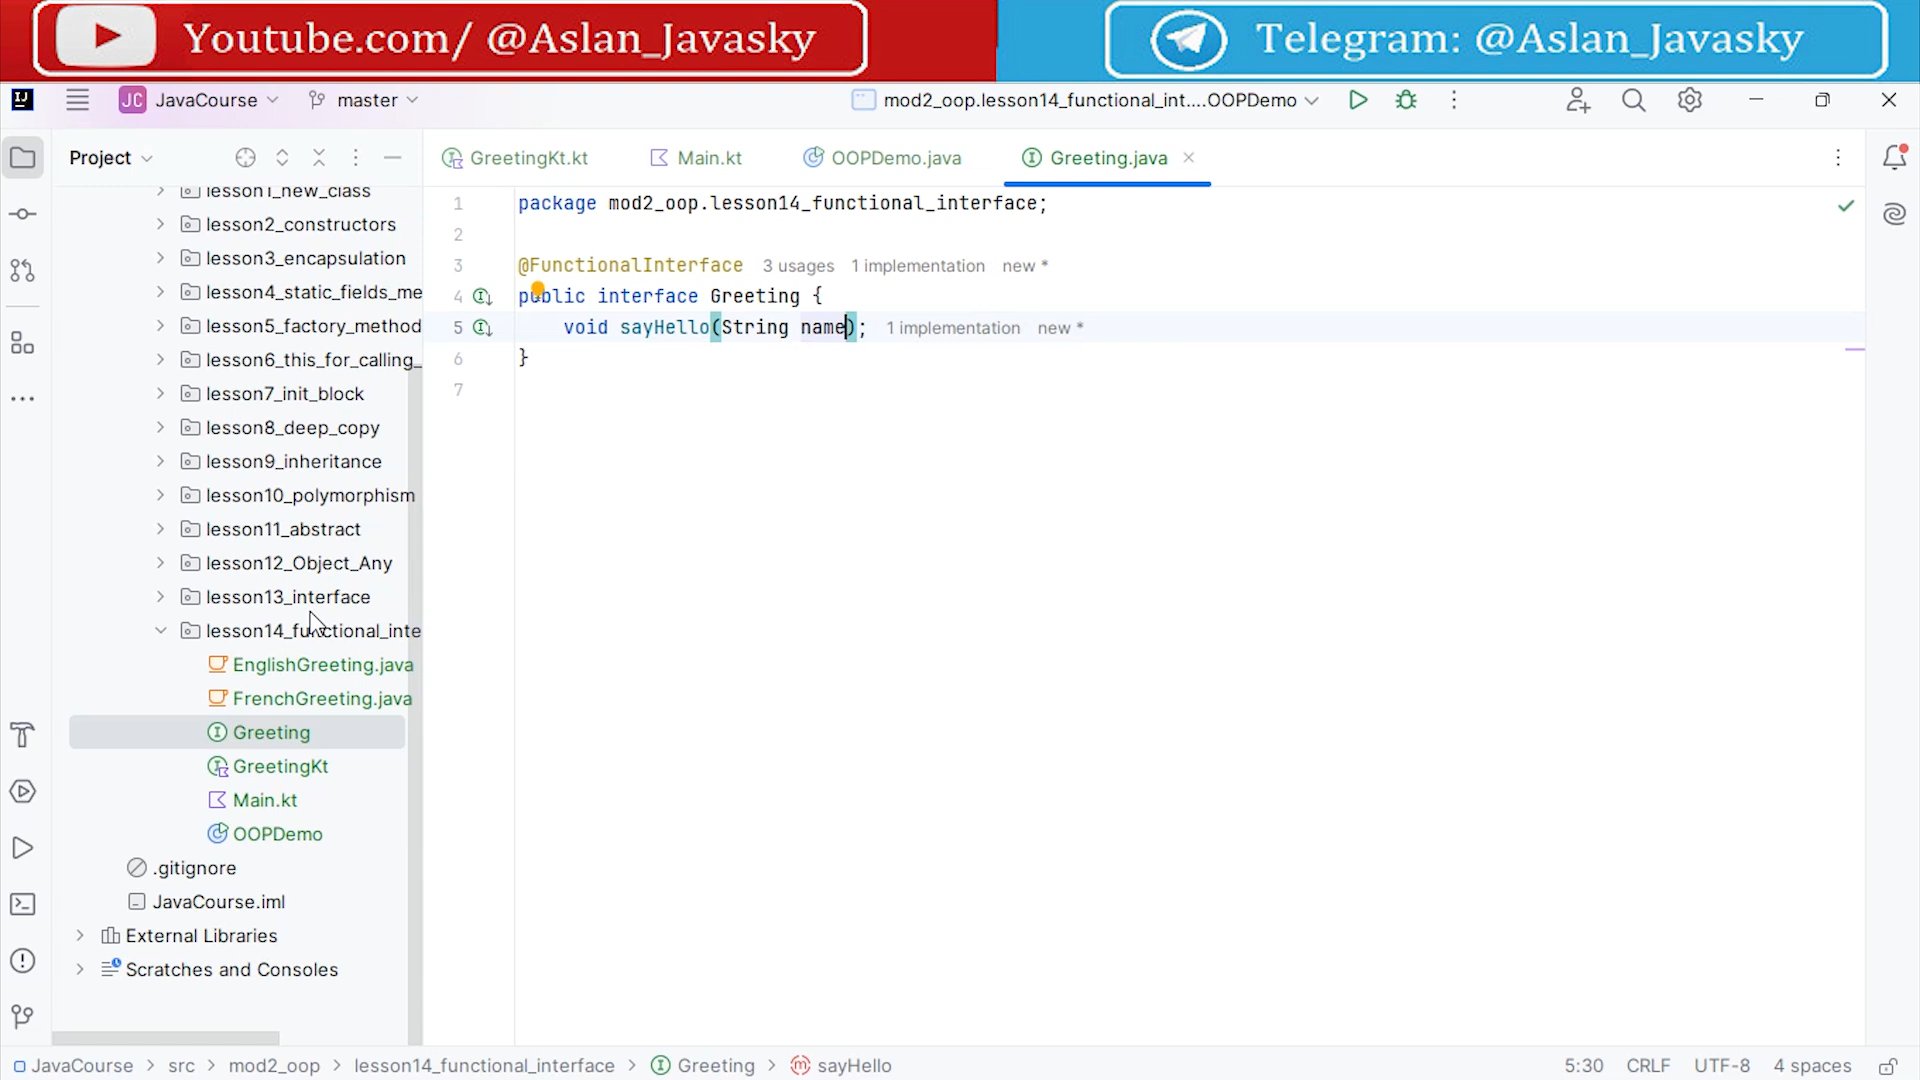 Youtube.com/ @Aslan_Javasky
Telegram: @Aslan_Javasky
JC JavaCourse master mod2_oop.lesson14_functional_int....OOPDemo
Project
lesson1_new_class
lesson2_constructors
lesson3_encapsulation
lesson4_static_fields_me
lesson5_factory_method
lesson6_this_for_calling_
lesson7_init_block
lesson8_deep_copy
lesson9_inheritance
lesson10_polymorphism
lesson11_abstract
lesson12_Object_Any
lesson13_interface
lesson14_functional_inte
EnglishGreeting.java
FrenchGreeting.java
Greeting
GreetingKt
Main.kt
OOPDemo
.gitignore
JavaCourse.iml
External Libraries
Scratches and Consoles
GreetingKt.kt Main.kt OOPDemo.java Greeting.java
1 package mod2_oop.lesson14_functional_interface;
2
3 @FunctionalInterface 3 usages 1 implementation new *
4 public interface Greeting {
5 void sayHello(String name); 1 implementation new *
6 }
7
JavaCourse > src > mod2_oop > lesson14_functional_interface > Greeting > sayHello
5:30 CRLF UTF-8 4 spaces